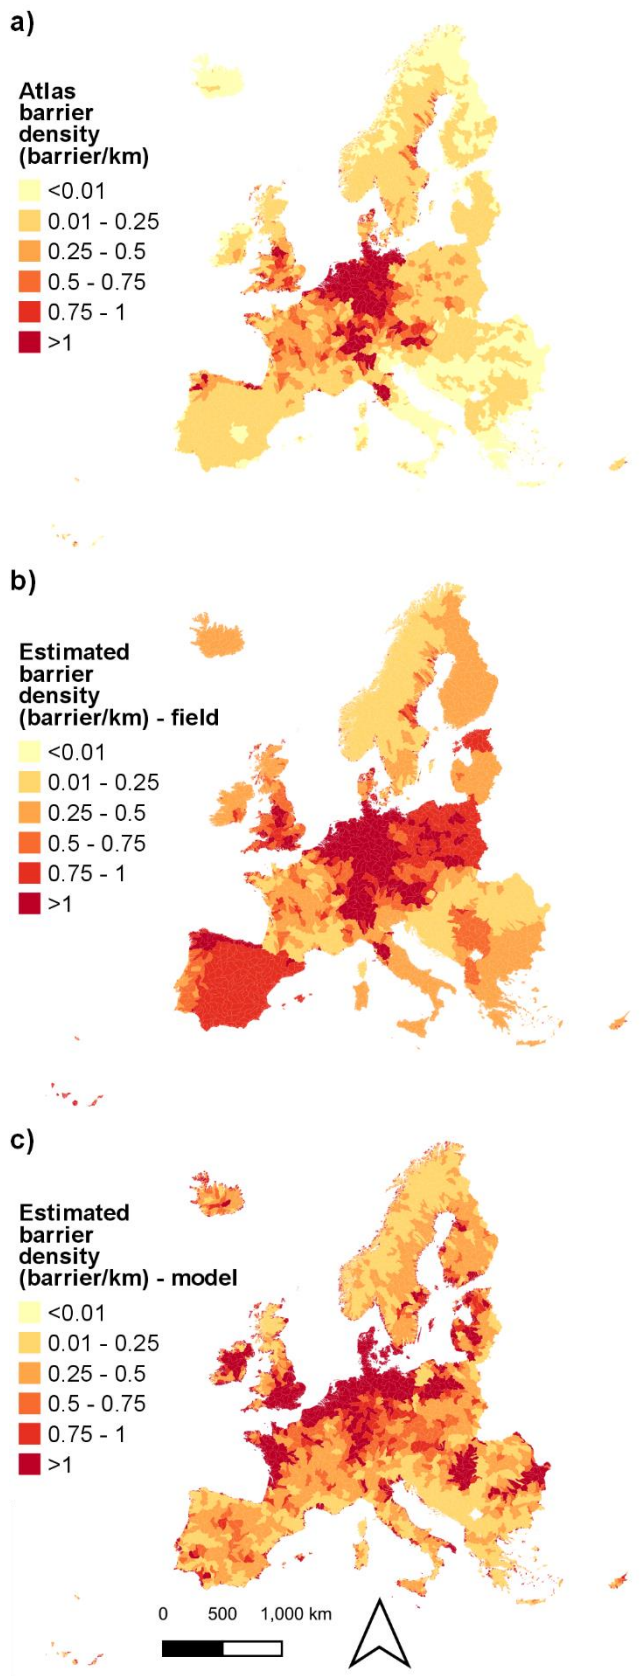 a)
Atlas
barrier
density
(barrier/km)
<0.01
0.01 - 0.25
0.25 - 0.5
0.5 - 0.75
0.75 - 1
>1
b)
Estimated
barrier
density
(barrier/km) - field
<0.01
0.01 - 0.25
0.25 - 0.5
0.5 - 0.75
0.75 - 1
>1
c)
Estimated
barrier
density
(barrier/km) - model
<0.01
0.01 - 0.25
0.25 - 0.5
0.5 - 0.75
0.75 - 1
>1
0 500 1,000 km